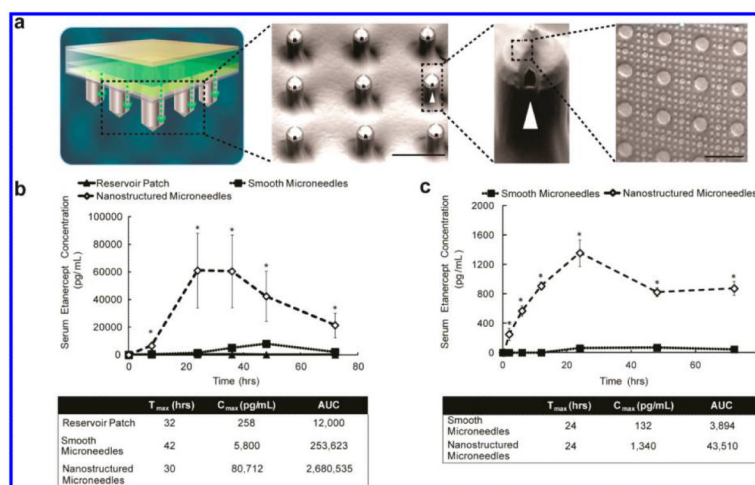 a
b
Reservoir Patch
Smooth Microneedles
Nanostructured Microneedles
Serum Etanercept Concentration
(pg/mL)
100000
80000
60000
40000
20000
0
* * * * *
0 20 40 60 80
Time (hrs)
Tmax (hrs) Cmax (pg/mL) AUC
Reservoir Patch 32 258 12,000
Smooth
Microneedles 42 5,800 253,623
Nanostructured
Microneedles 30 80,712 2,680,535
c
Smooth Microneedles
Nanostructured Microneedles
Serum Etanercept Concentration
(pg/mL)
2000
1600
1200
800
400
0
* * * * * *
0 20 40 60
Time (hrs)
Tmax (hrs) Cmax (pg/mL) AUC
Smooth
Microneedles 24 132 3,894
Nanostructured
Microneedles 24 1,340 43,510